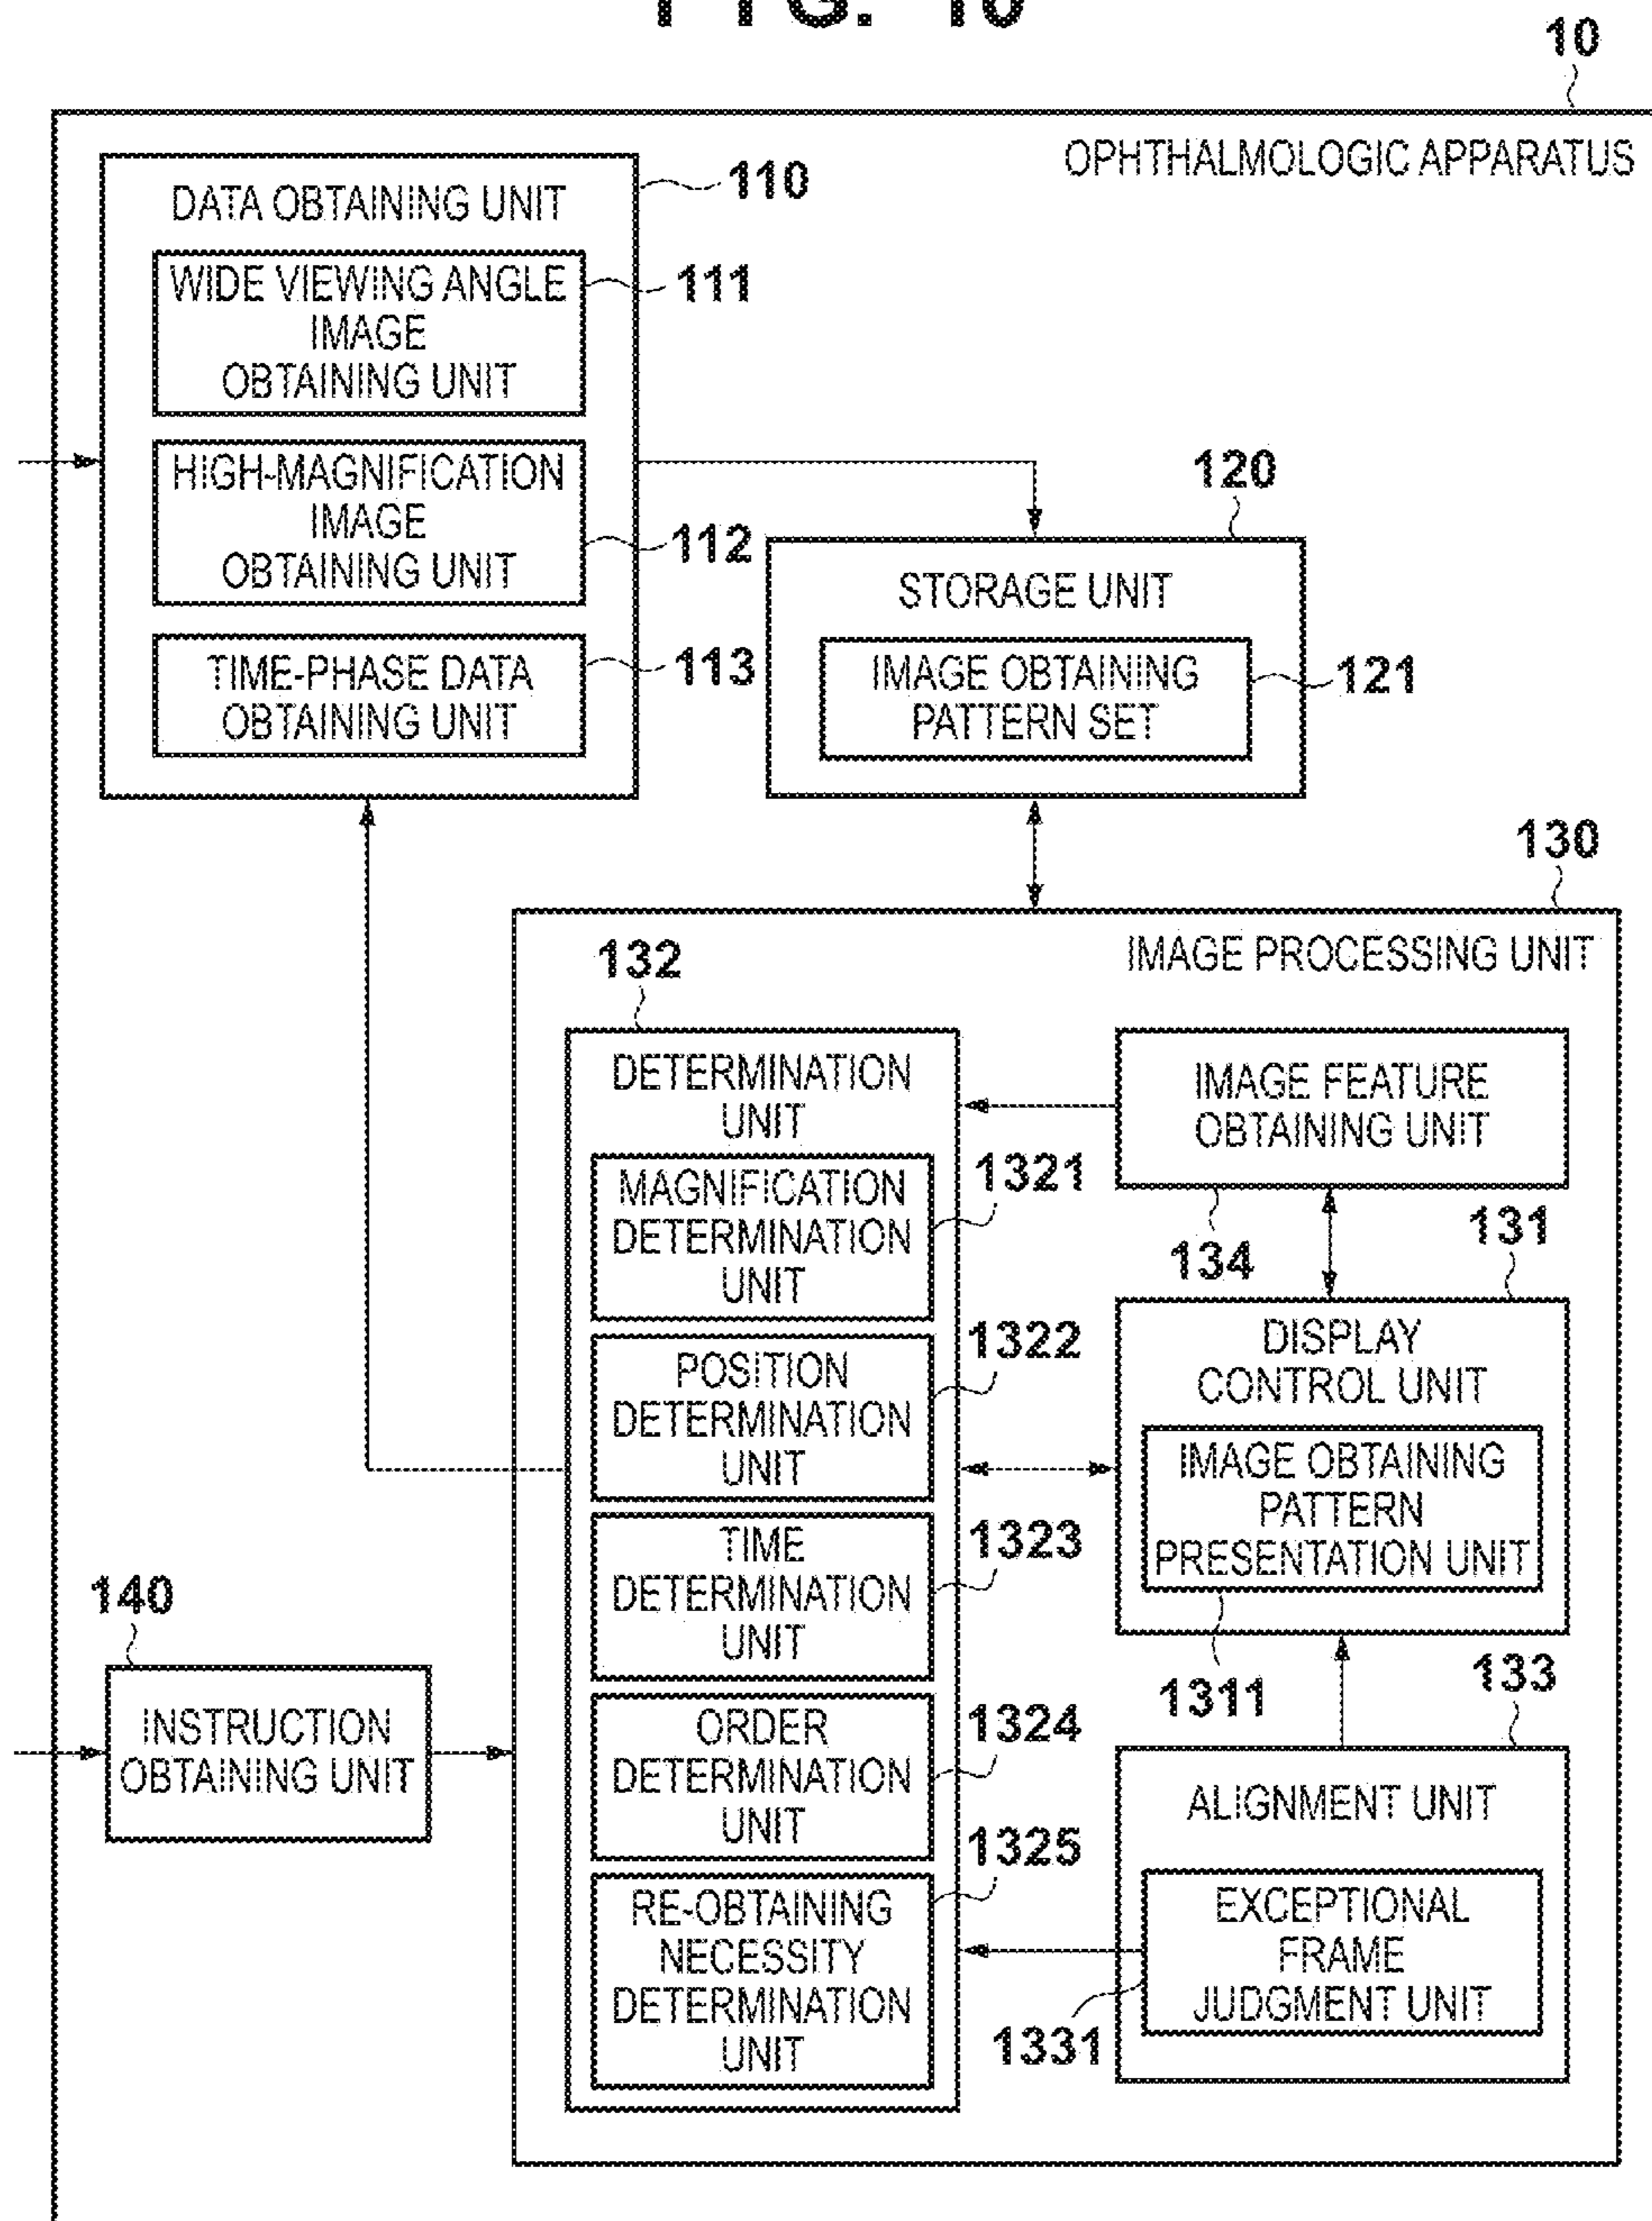 FIG. 10
10
OPHTHALMOLOGIC APPARATUS
110
DATA OBTAINING UNIT
WIDE VIEWING ANGLE
IMAGE
OBTAINING UNIT
111
HIGH-MAGNIFICATION
IMAGE
OBTAINING UNIT
112
TIME-PHASE DATA
OBTAINING UNIT
113
120
STORAGE UNIT
IMAGE OBTAINING
PATTERN SET
121
130
IMAGE PROCESSING UNIT
132
DETERMINATION
UNIT
MAGNIFICATION
DETERMINATION
UNIT
1321
POSITION
DETERMINATION
UNIT
1322
TIME
DETERMINATION
UNIT
1323
ORDER
DETERMINATION
UNIT
1324
RE-OBTAINING
NECESSITY
DETERMINATION
UNIT
1325
IMAGE FEATURE
OBTAINING UNIT
134
131
DISPLAY
CONTROL UNIT
IMAGE OBTAINING
PATTERN
PRESENTATION UNIT
1311
133
ALIGNMENT UNIT
EXCEPTIONAL
FRAME
JUDGMENT UNIT
1331
140
INSTRUCTION
OBTAINING UNIT